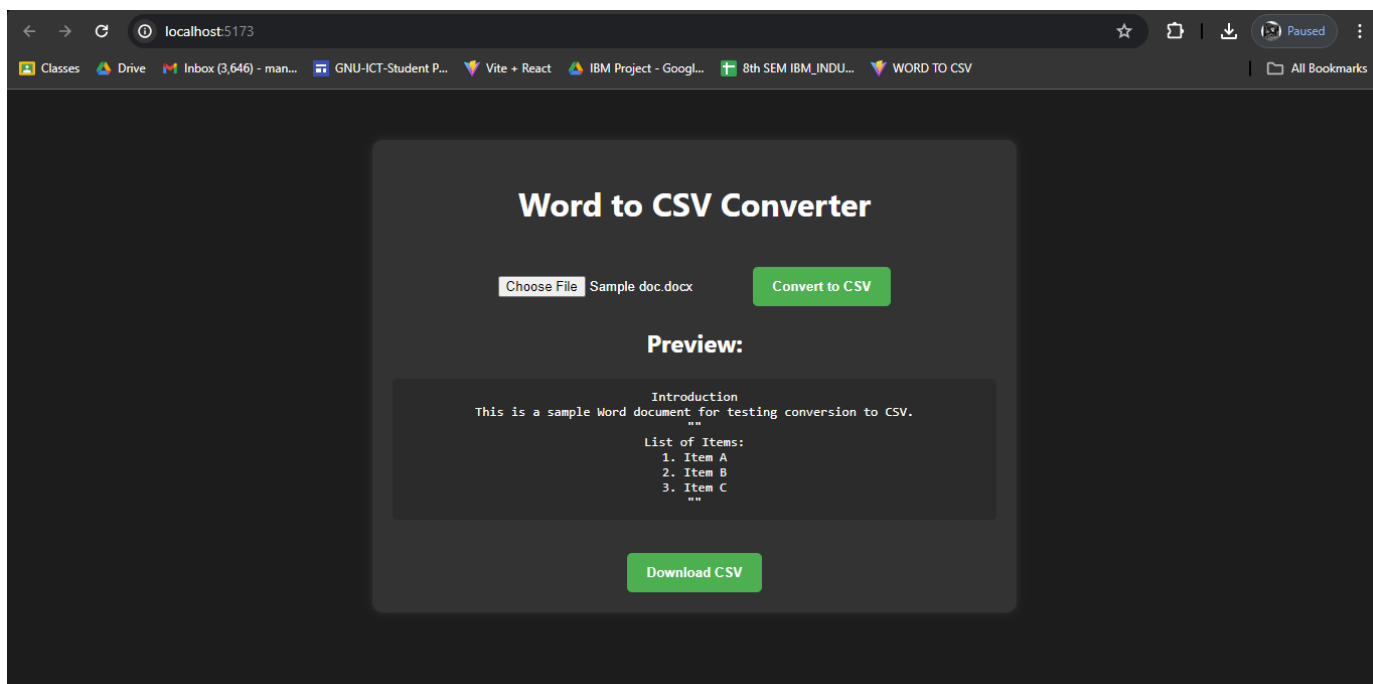 localhost:5173
Paused
Classes Drive Inbox (3,646) - man... GNU-ICT-Student P... Vite + React IBM Project - Googl... 8th SEM IBM_INDU... WORD TO CSV All Bookmarks
Word to CSV Converter
Choose File Sample doc.docx Convert to CSV
Preview:
Introduction
This is a sample Word document for testing conversion to CSV.
""
List of Items:
1. Item A
2. Item B
3. Item C
""
Download CSV